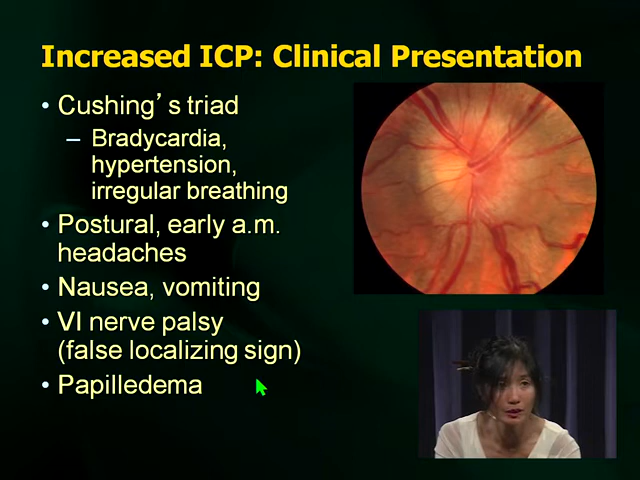 Increased ICP: Clinical Presentation
• Cushing’s triad
– Bradycardia,
hypertension,
irregular breathing
• Postural, early a.m.
headaches
• Nausea, vomiting
• VI nerve palsy
(false localizing sign)
• Papilledema